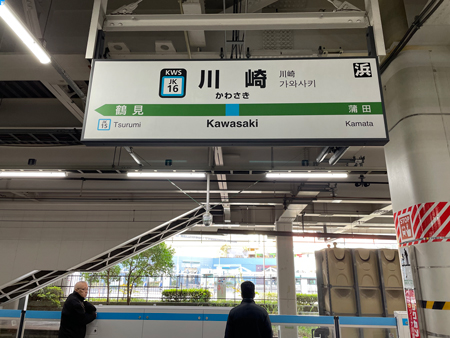 KWS
JK
16
川崎
かわさき
川崎
가와사키
浜
鶴見
蒲田
JK
15
Tsurumi
Kawasaki
Kamata